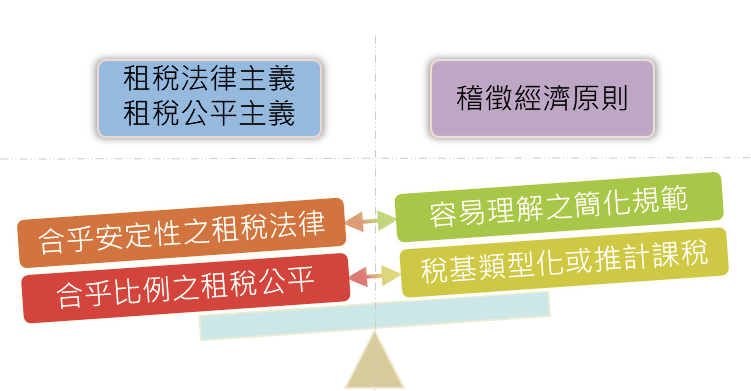 租稅法律主義
租稅公平主義
稽徵經濟原則
合乎安定性之租稅法律
容易理解之簡化規範
合乎比例之租稅公平
稅基類型化或推計課稅